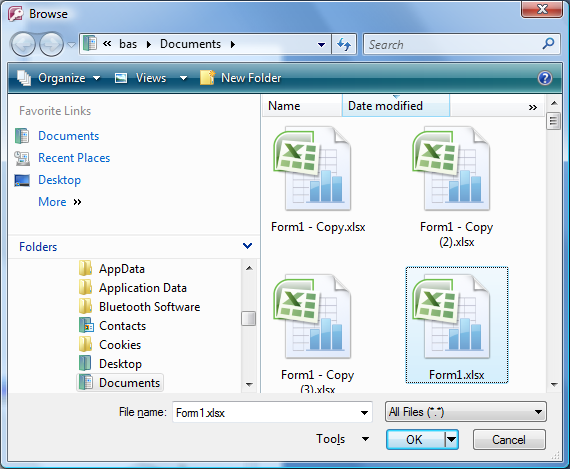 Browse
« bas ▸ Documents ▸ Search
Organize Views New Folder
Favorite Links
Documents
Recent Places
Desktop
More »
Folders
AppData
Application Data
Bluetooth Software
Contacts
Cookies
Desktop
Documents
Name Date modified »
Form1 - Copy.xlsx
Form1 - Copy
(2).xlsx
Form1 - Copy
(3).xlsx
Form1.xlsx
File name: Form1.xlsx All Files (*.*)
Tools OK Cancel